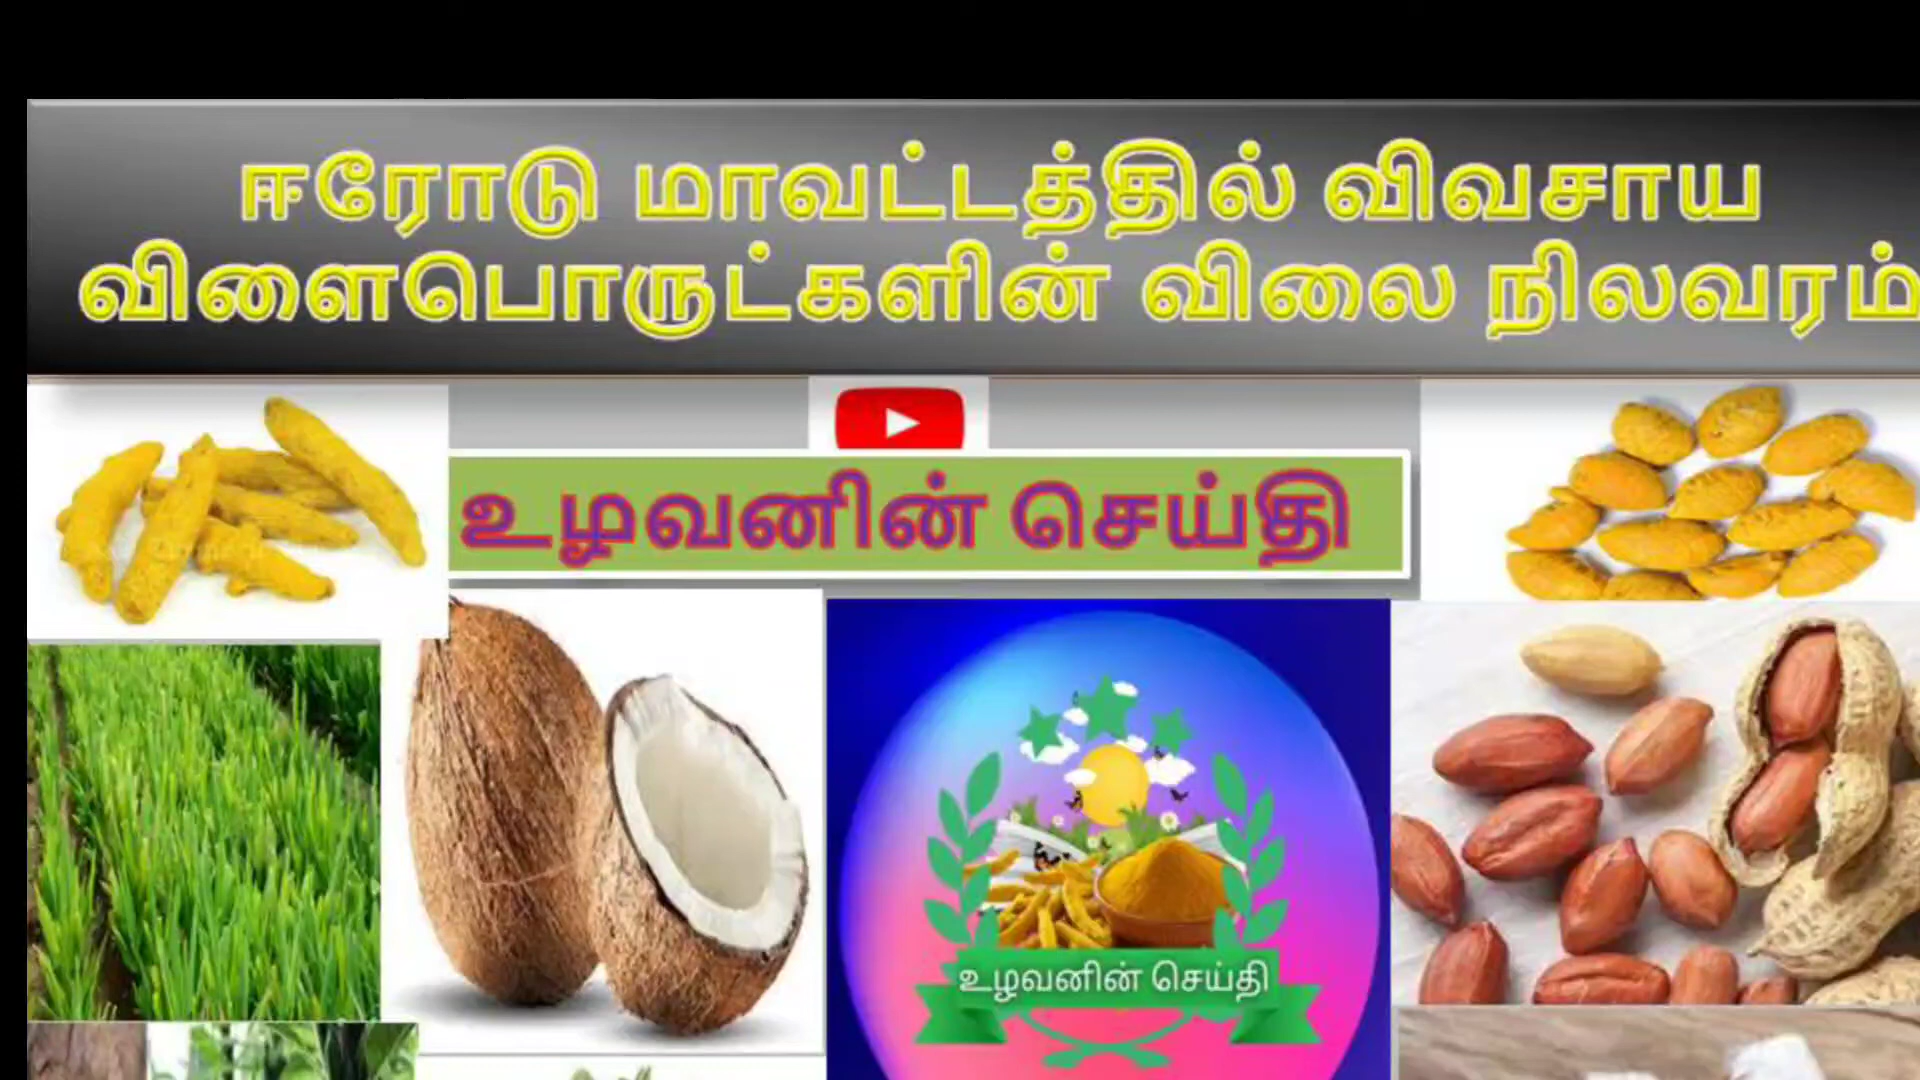 ஈரோடு மாவட்டத்தில் விவசாய
விளைபொருட்களின் விலை நிலவரம்
உழவனின் செய்தி
உழவனின் செய்தி